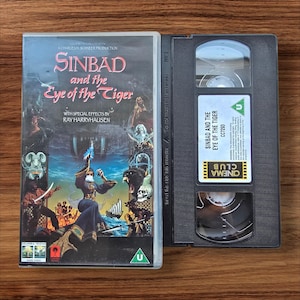 SINBAD
and the
Eye of the Tiger
WITH SPECIAL EFFECTS BY
RAY HARRYHAUSEN
U
U
SINBAD AND THE
EYE OF THE TIGER
CINEMA
CLUB